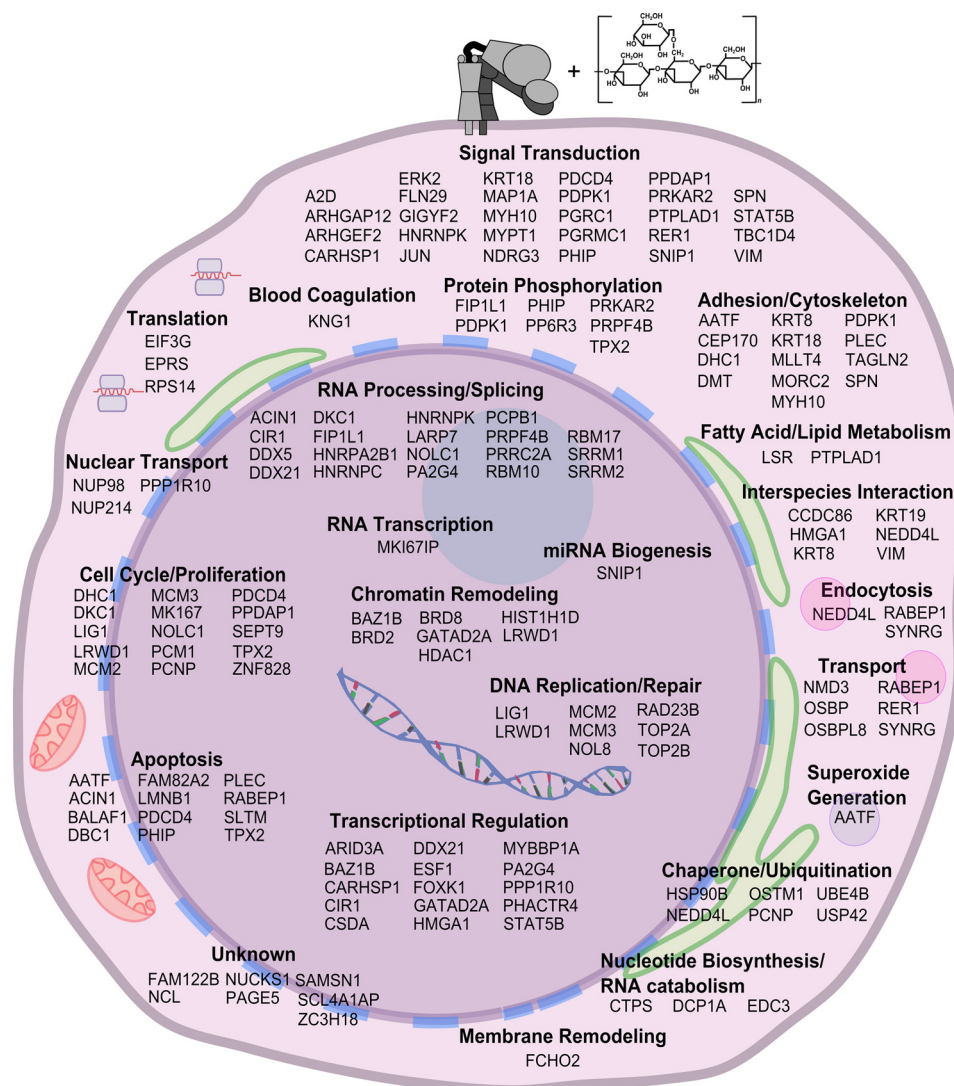 CH₂OH
CH₂OH
CH₂OH
CH₂OH
n
+
Signal Transduction
ERK2 KRT18 PDCD4 PPDAP1
A2D FLN29 MAP1A PDPK1 PRKAR2 SPN
ARHGAP12 GIGYF2 MYH10 PGRC1 PTPLAD1 STAT5B
ARHGEF2 HNRNPK MYPT1 PGRMC1 RER1 TBC1D4
CARHSP1 JUN NDRG3 PHIP SNIP1 VIM
Blood Coagulation
KNG1
Protein Phosphorylation
FIP1L1 PHIP PRKAR2
PDPK1 PP6R3 PRPF4B
TPX2
Translation
EIF3G
EPRS
RPS14
Adhesion/Cytoskeleton
AATF KRT8 PDPK1
CEP170 KRT18 PLEC
DHC1 MLLT4 TAGLN2
DMT MORC2 SPN
MYH10
RNA Processing/Splicing
ACIN1 DKC1 HNRNPK PCPB1
CIR1 FIP1L1 LARP7 PRPF4B RBM17
DDX5 HNRPA2B1 NOLC1 PRRC2A SRRM1
DDX21 HNRNPC PA2G4 RBM10 SRRM2
Fatty Acid/Lipid Metabolism
LSR PTPLAD1
Nuclear Transport
NUP98 PPP1R10
NUP214
Interspecies Interaction
CCDC86 KRT19
HMGA1 NEDD4L
KRT8 VIM
RNA Transcription
MKI67IP
miRNA Biogenesis
SNIP1
Cell Cycle/Proliferation
DHC1 MCM3 PDCD4
DKC1 MK167 PPDAP1
LIG1 NOLC1 SEPT9
LRWD1 PCM1 TPX2
MCM2 PCNP ZNF828
Chromatin Remodeling
BAZ1B BRD8 HIST1H1D
BRD2 GATAD2A LRWD1
HDAC1
Endocytosis
NEDD4L RABEP1
SYNRG
Transport
NMD3 RABEP1
OSBP RER1
OSBPL8 SYNRG
DNA Replication/Repair
LIG1 MCM2 RAD23B
LRWD1 MCM3 TOP2A
NOL8 TOP2B
Apoptosis
AATF FAM82A2 PLEC
ACIN1 LMNB1 RABEP1
BALAF1 PDCD4 SLTM
DBC1 PHIP TPX2
Superoxide
Generation
AATF
Transcriptional Regulation
ARID3A DDX21 MYBBP1A
BAZ1B ESF1 PA2G4
CARHSP1 FOXK1 PPP1R10
CIR1 GATAD2A PHACTR4
CSDA HMGA1 STAT5B
Chaperone/Ubiquitination
HSP90B OSTM1 UBE4B
NEDD4L PCNP USP42
Unknown
FAM122B NUCKS1 SAMSN1
NCL PAGE5 SCL4A1AP
ZC3H18
Nucleotide Biosynthesis/
RNA catabolism
CTPS DCP1A EDC3
Membrane Remodeling
FCHO2